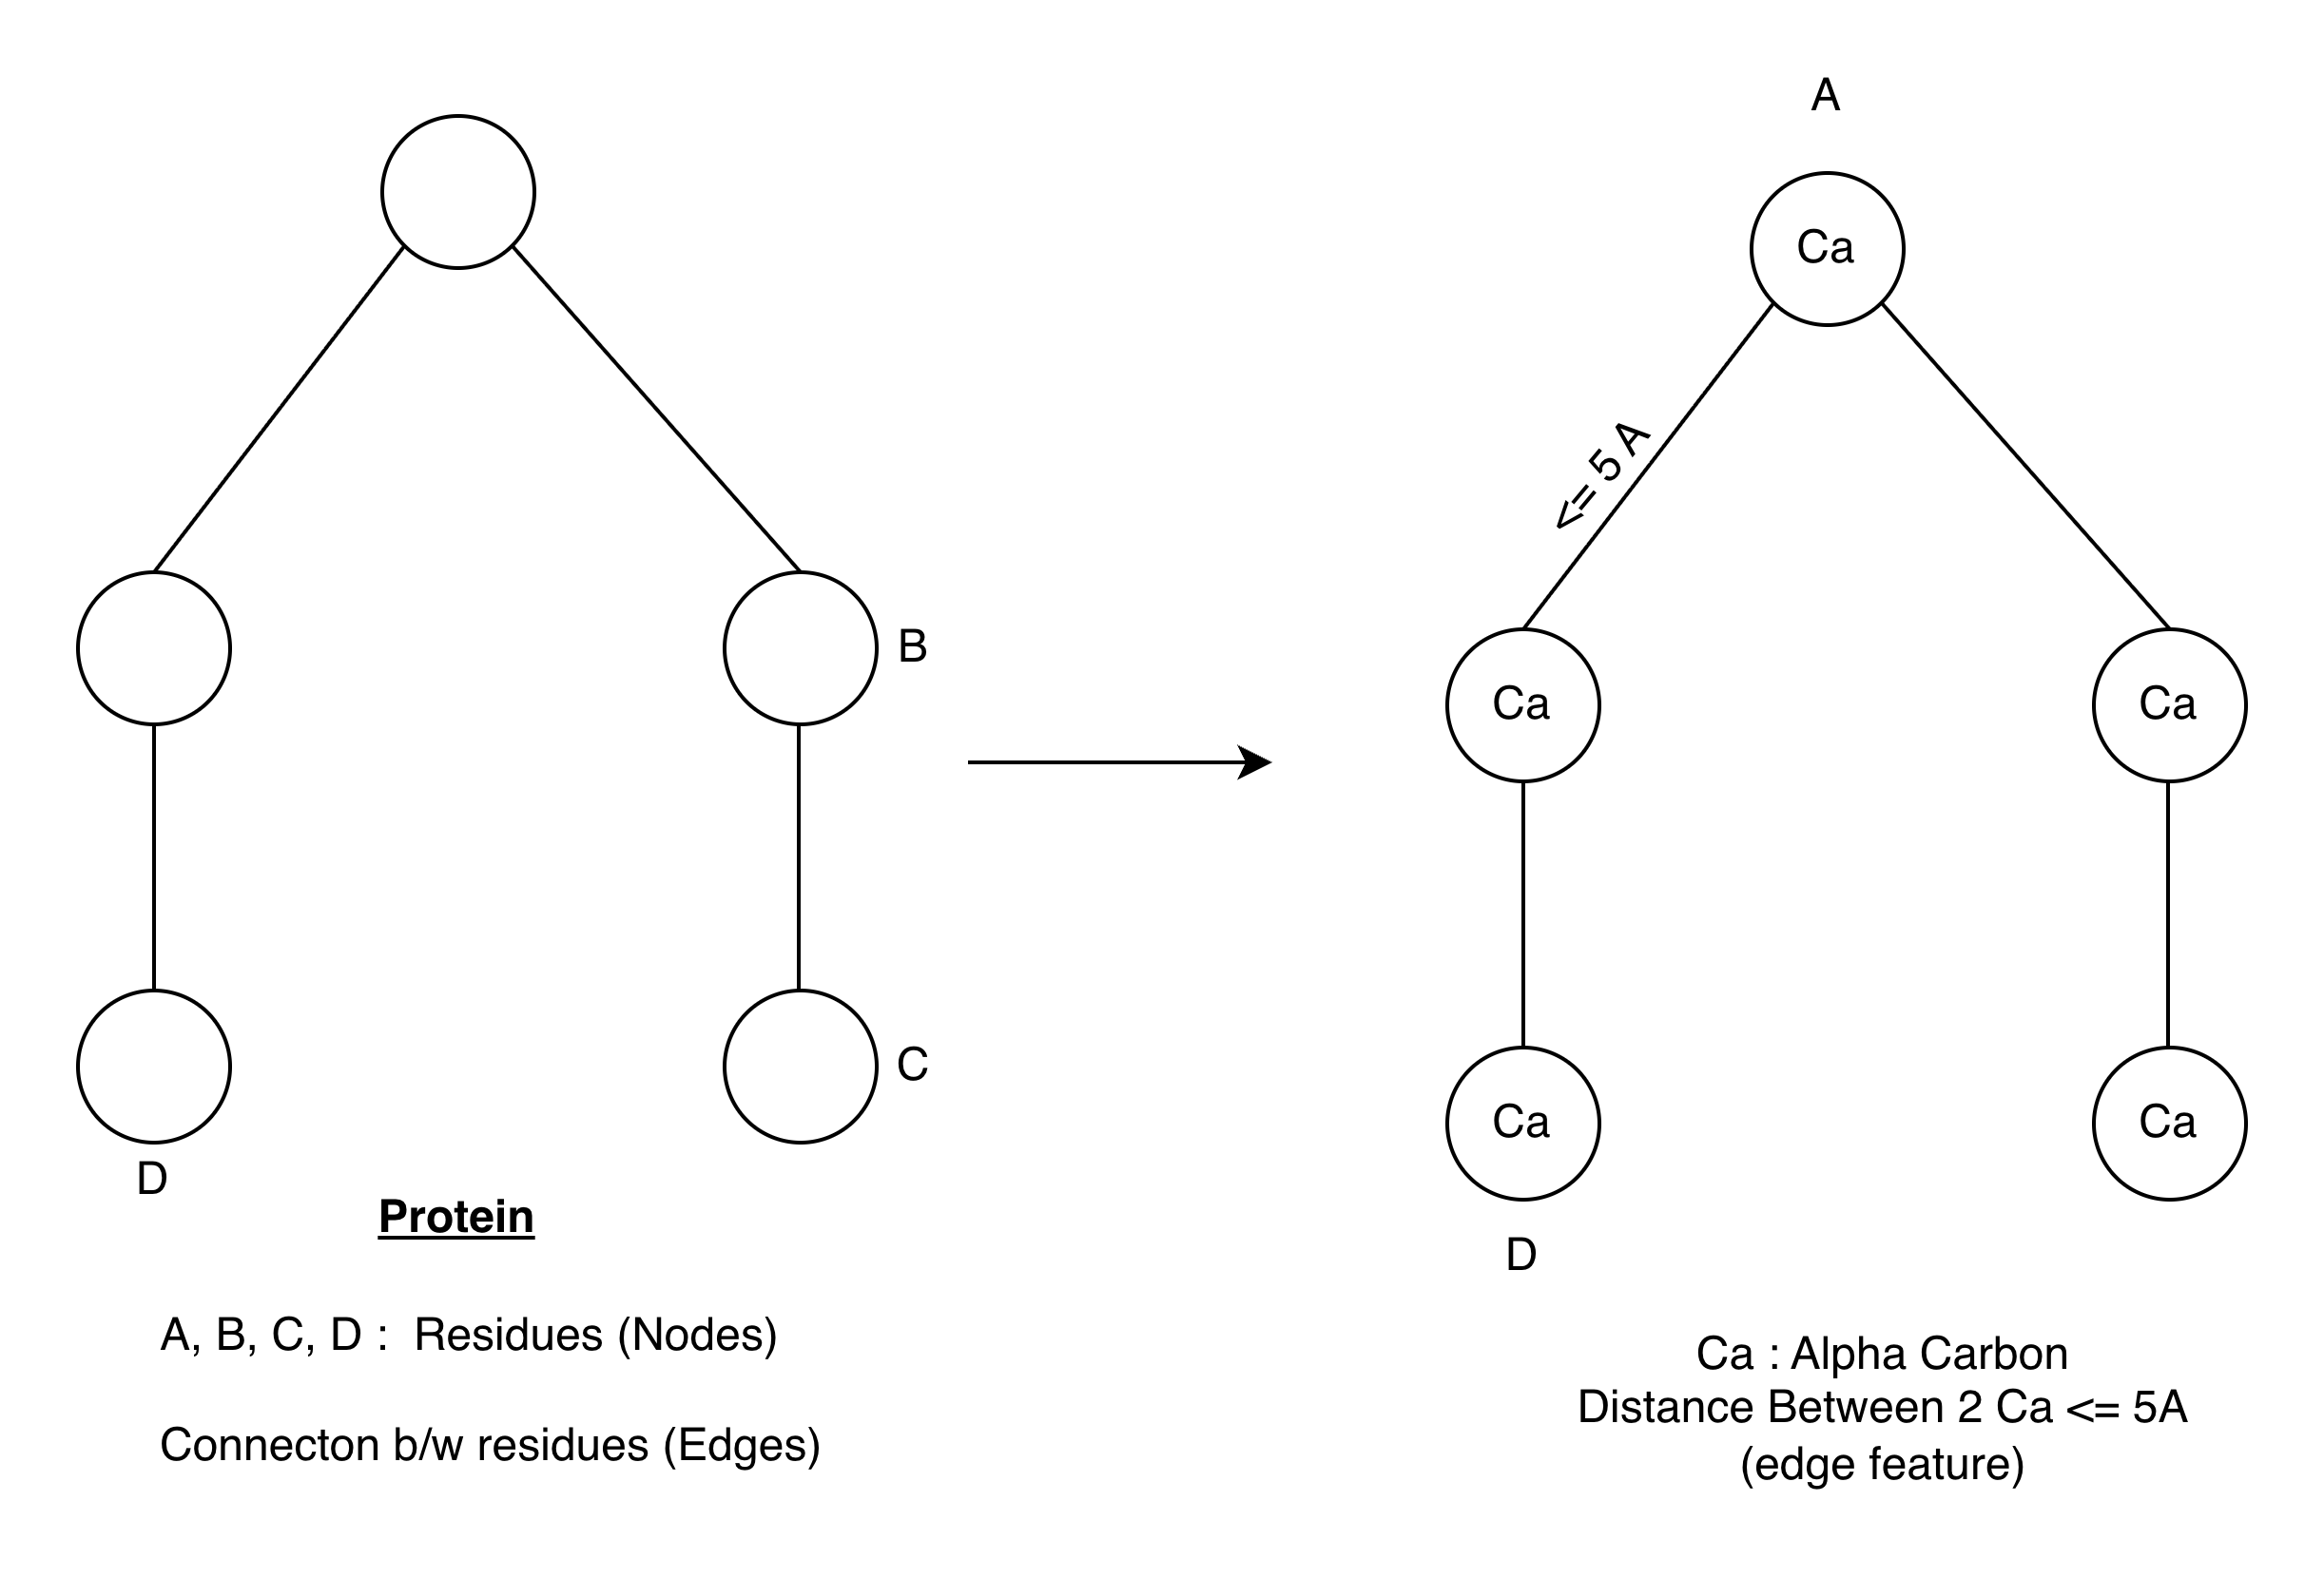 A
Ca
<= 5 A
Ca
Ca
B
Ca
Ca
C
D
Protein
D
A, B, C, D :  Residues (Nodes)
Connecton b/w residues (Edges)
Ca : Alpha Carbon
Distance Between 2 Ca <= 5A
(edge feature)